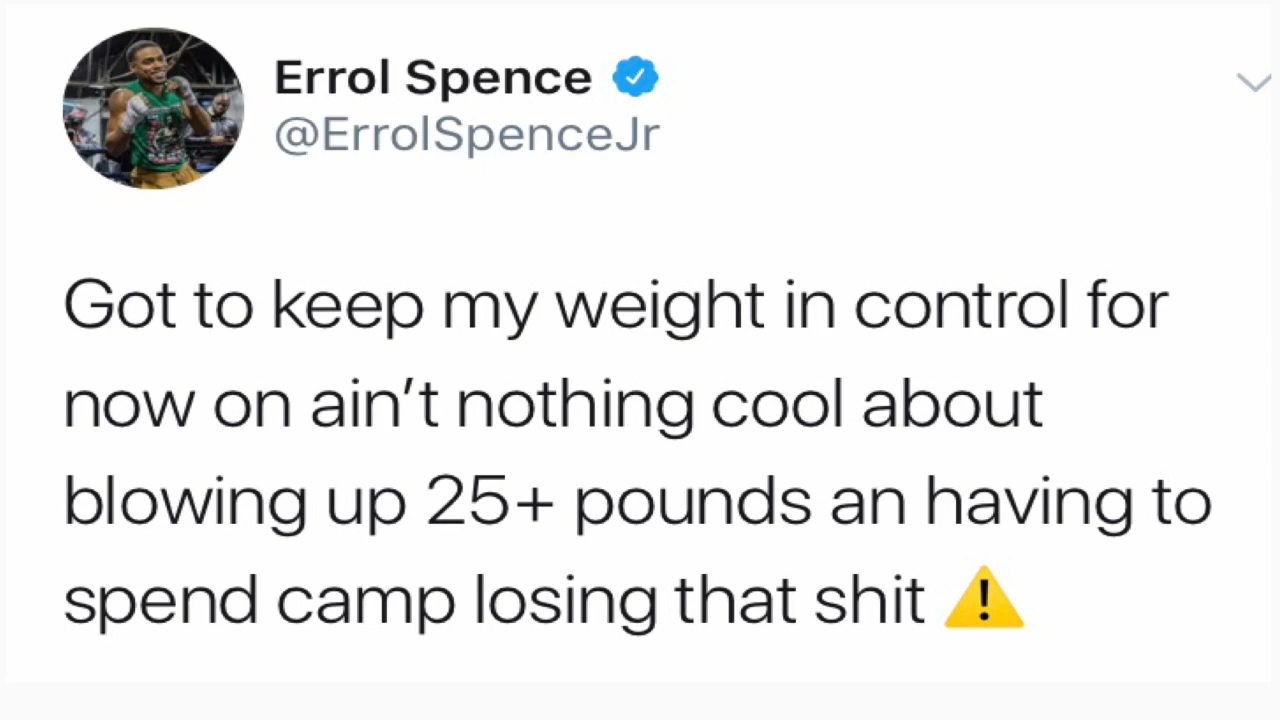 Errol Spence
@ErrolSpenceJr
Got to keep my weight in control for
now on ain’t nothing cool about
blowing up 25+ pounds an having to
spend camp losing that shit ⚠️